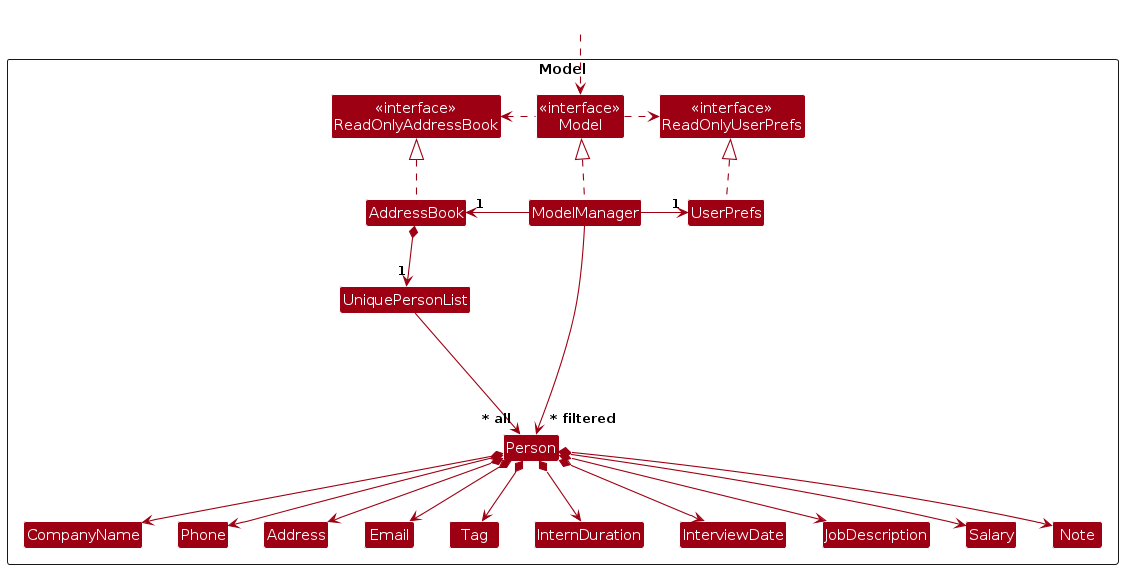 Model
«interface»
ReadOnlyAddressBook
«interface»
Model
«interface»
ReadOnlyUserPrefs
AddressBook
1
ModelManager
1
UserPrefs
1
UniquePersonList
* all
* filtered
Person
CompanyName
Phone
Address
Email
Tag
InternDuration
InterviewDate
JobDescription
Salary
Note